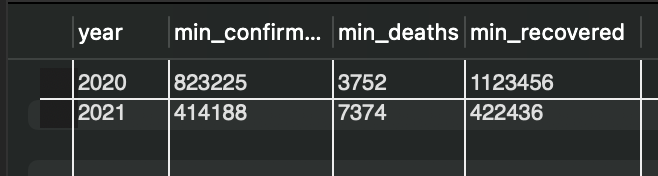 year min_confirm... min_deaths min_recovered
2020 823225 3752 1123456
2021 414188 7374 422436